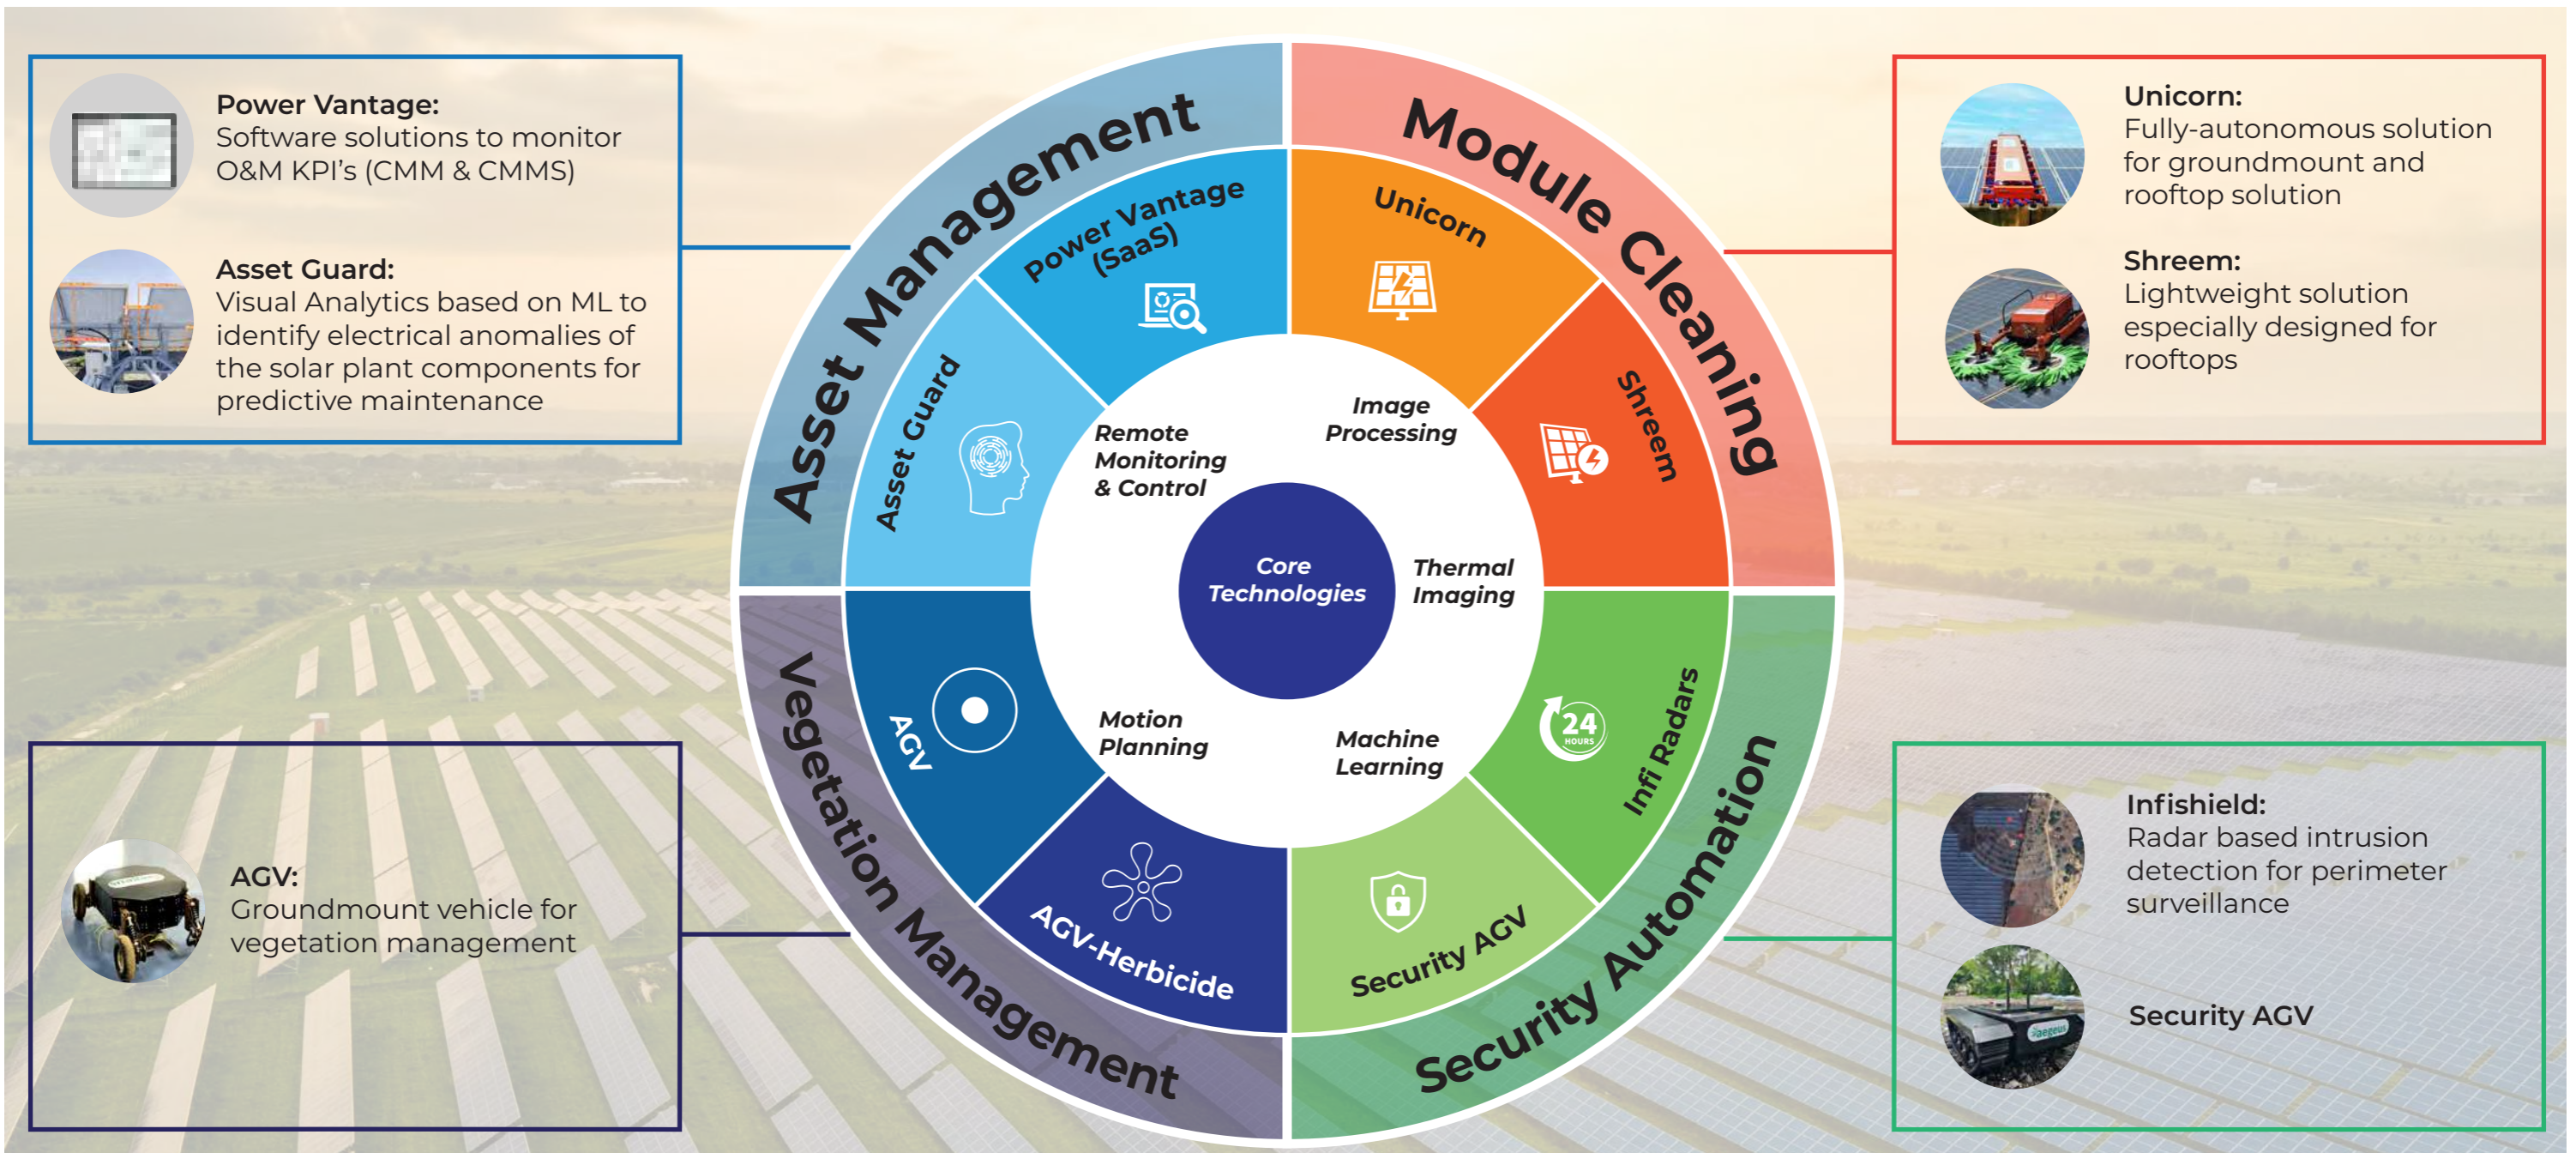 Power Vantage:
Software solutions to monitor
O&M KPI's (CMM & CMMS)
Asset Guard:
Visual Analytics based on ML to
identify electrical anomalies of
the solar plant components for
predictive maintenance
AGV:
Groundmount vehicle for
vegetation management
Asset Management
Module Cleaning
Vegetation Management
Security Automation
Power Vantage
(SaaS)
Unicorn
Asset Guard
Shreem
AGV
Infi Radars
24
HOURS
AGV-Herbicide
Security AGV
Remote
Monitoring
& Control
Image
Processing
Core
Technologies
Thermal
Imaging
Motion
Planning
Machine
Learning
Unicorn:
Fully-autonomous solution
for groundmount and
rooftop solution
Shreem:
Lightweight solution
especially designed for
rooftops
Infishield:
Radar based intrusion
detection for perimeter
surveillance
Security AGV
aegeus